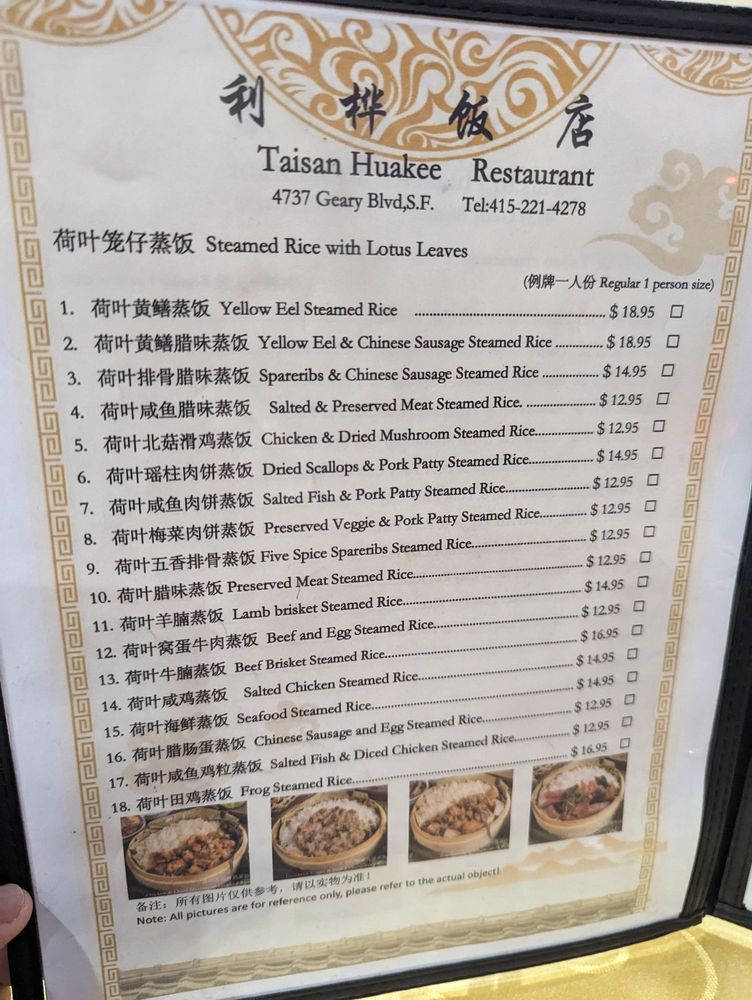 利桦饭店
Taisan Huakee Restaurant
4737 Geary Blvd,S.F. Tel:415-221-4278
荷叶笼仔蒸饭 Steamed Rice with Lotus Leaves
(例牌一人份 Regular 1 person size)
1. 荷叶黄鳝蒸饭 Yellow Eel Steamed Rice ........ $ 18.95 □
2. 荷叶黄鳝腊味蒸饭 Yellow Eel & Chinese Sausage Steamed Rice ........ $ 18.95 □
3. 荷叶排骨腊味蒸饭 Spareribs & Chinese Sausage Steamed Rice ........ $ 14.95 □
4. 荷叶咸鱼腊味蒸饭 Salted & Preserved Meat Steamed Rice. ........ $ 12.95 □
5. 荷叶北菇滑鸡蒸饭 Chicken & Dried Mushroom Steamed Rice........ $ 12.95 □
6. 荷叶瑶柱肉饼蒸饭 Dried Scallops & Pork Patty Steamed Rice........ $ 14.95 □
7. 荷叶咸鱼肉饼蒸饭 Salted Fish & Pork Patty Steamed Rice........ $ 12.95 □
8. 荷叶梅菜肉饼蒸饭 Preserved Veggie & Pork Patty Steamed Rice........ $ 12.95 □
9. 荷叶五香排骨蒸饭 Five Spice Spareribs Steamed Rice........ $ 12.95 □
10. 荷叶腊味蒸饭 Preserved Meat Steamed Rice........ $ 12.95 □
11. 荷叶羊腩蒸饭 Lamb brisket Steamed Rice........ $ 14.95 □
12. 荷叶窝蛋牛肉蒸饭 Beef and Egg Steamed Rice........ $ 12.95 □
13. 荷叶牛腩蒸饭 Beef Brisket Steamed Rice........ $ 16.95 □
14. 荷叶咸鸡蒸饭 Salted Chicken Steamed Rice........ $ 14.95 □
15. 荷叶海鲜蒸饭 Seafood Steamed Rice........ $ 14.95 □
16. 荷叶腊肠蛋蒸饭 Chinese Sausage and Egg Steamed Rice........ $ 12.95 □
17. 荷叶咸鱼鸡粒蒸饭 Salted Fish & Diced Chicken Steamed Rice........ $ 12.95 □
18. 荷叶田鸡蒸饭 Frog Steamed Rice........ $ 16.95 □
备注：所有图片仅供参考，请以实物为准！
Note: All pictures are for reference only, please refer to the actual object!